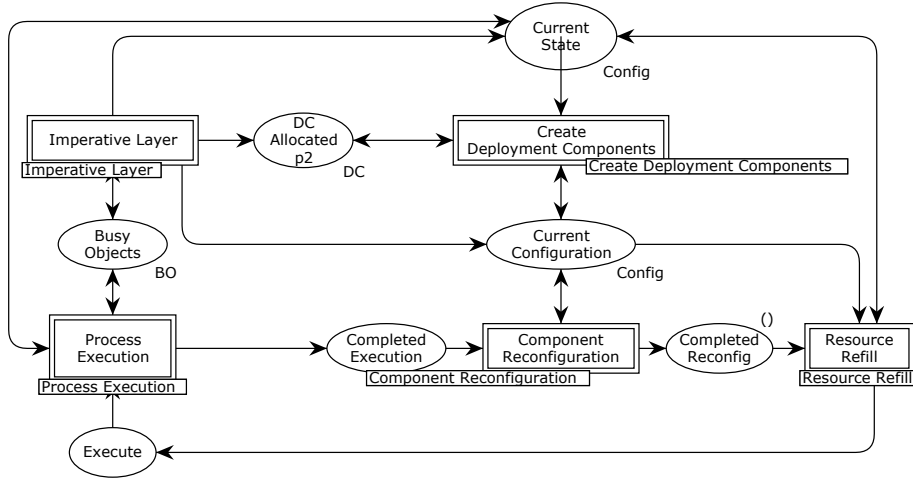 Current
State
Config
Imperative Layer
Imperative Layer
DC
Allocated
p2
DC
Create
Deployment Components
Create Deployment Components
Busy
Objects
BO
Current
Configuration
Config
Process
Execution
Process Execution
Completed
Execution
Component
Reconfiguration
Component Reconfiguration
Completed
Reconfig
()
Resource
Refill
Resource Refill
Execute